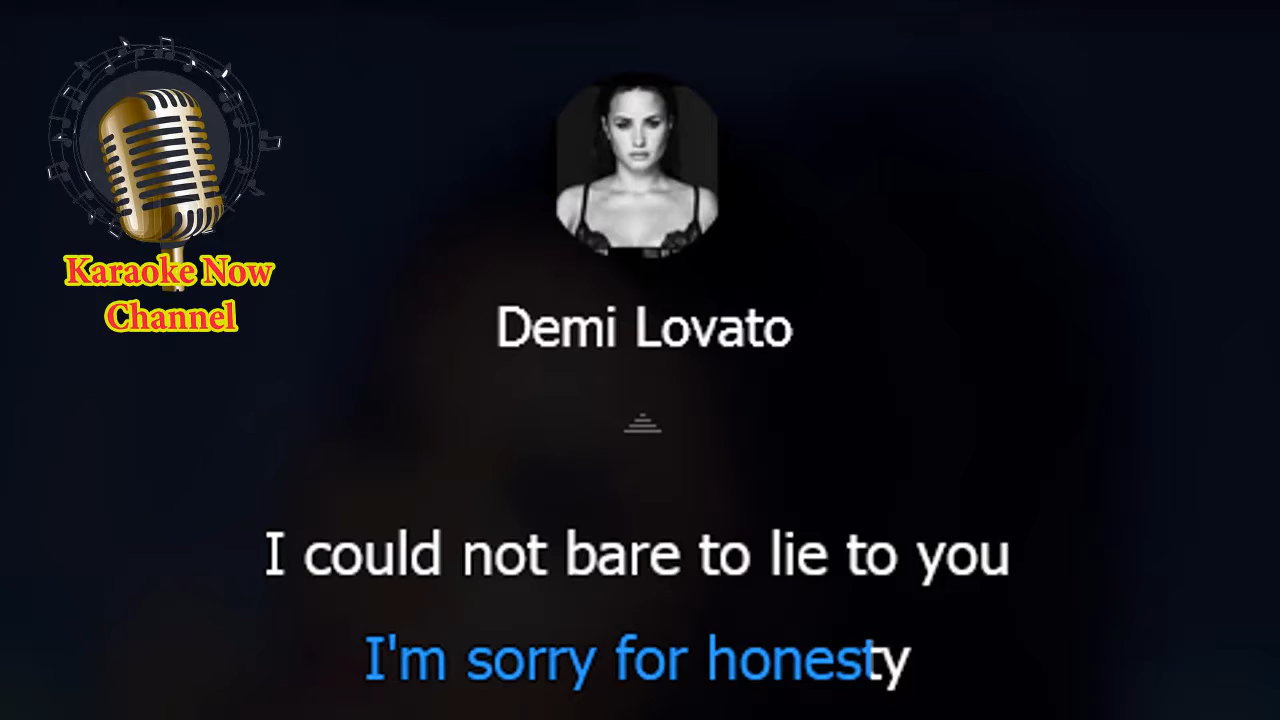 Karaoke Now
Channel
Demi Lovato
I could not bare to lie to you
I'm sorry for honesty